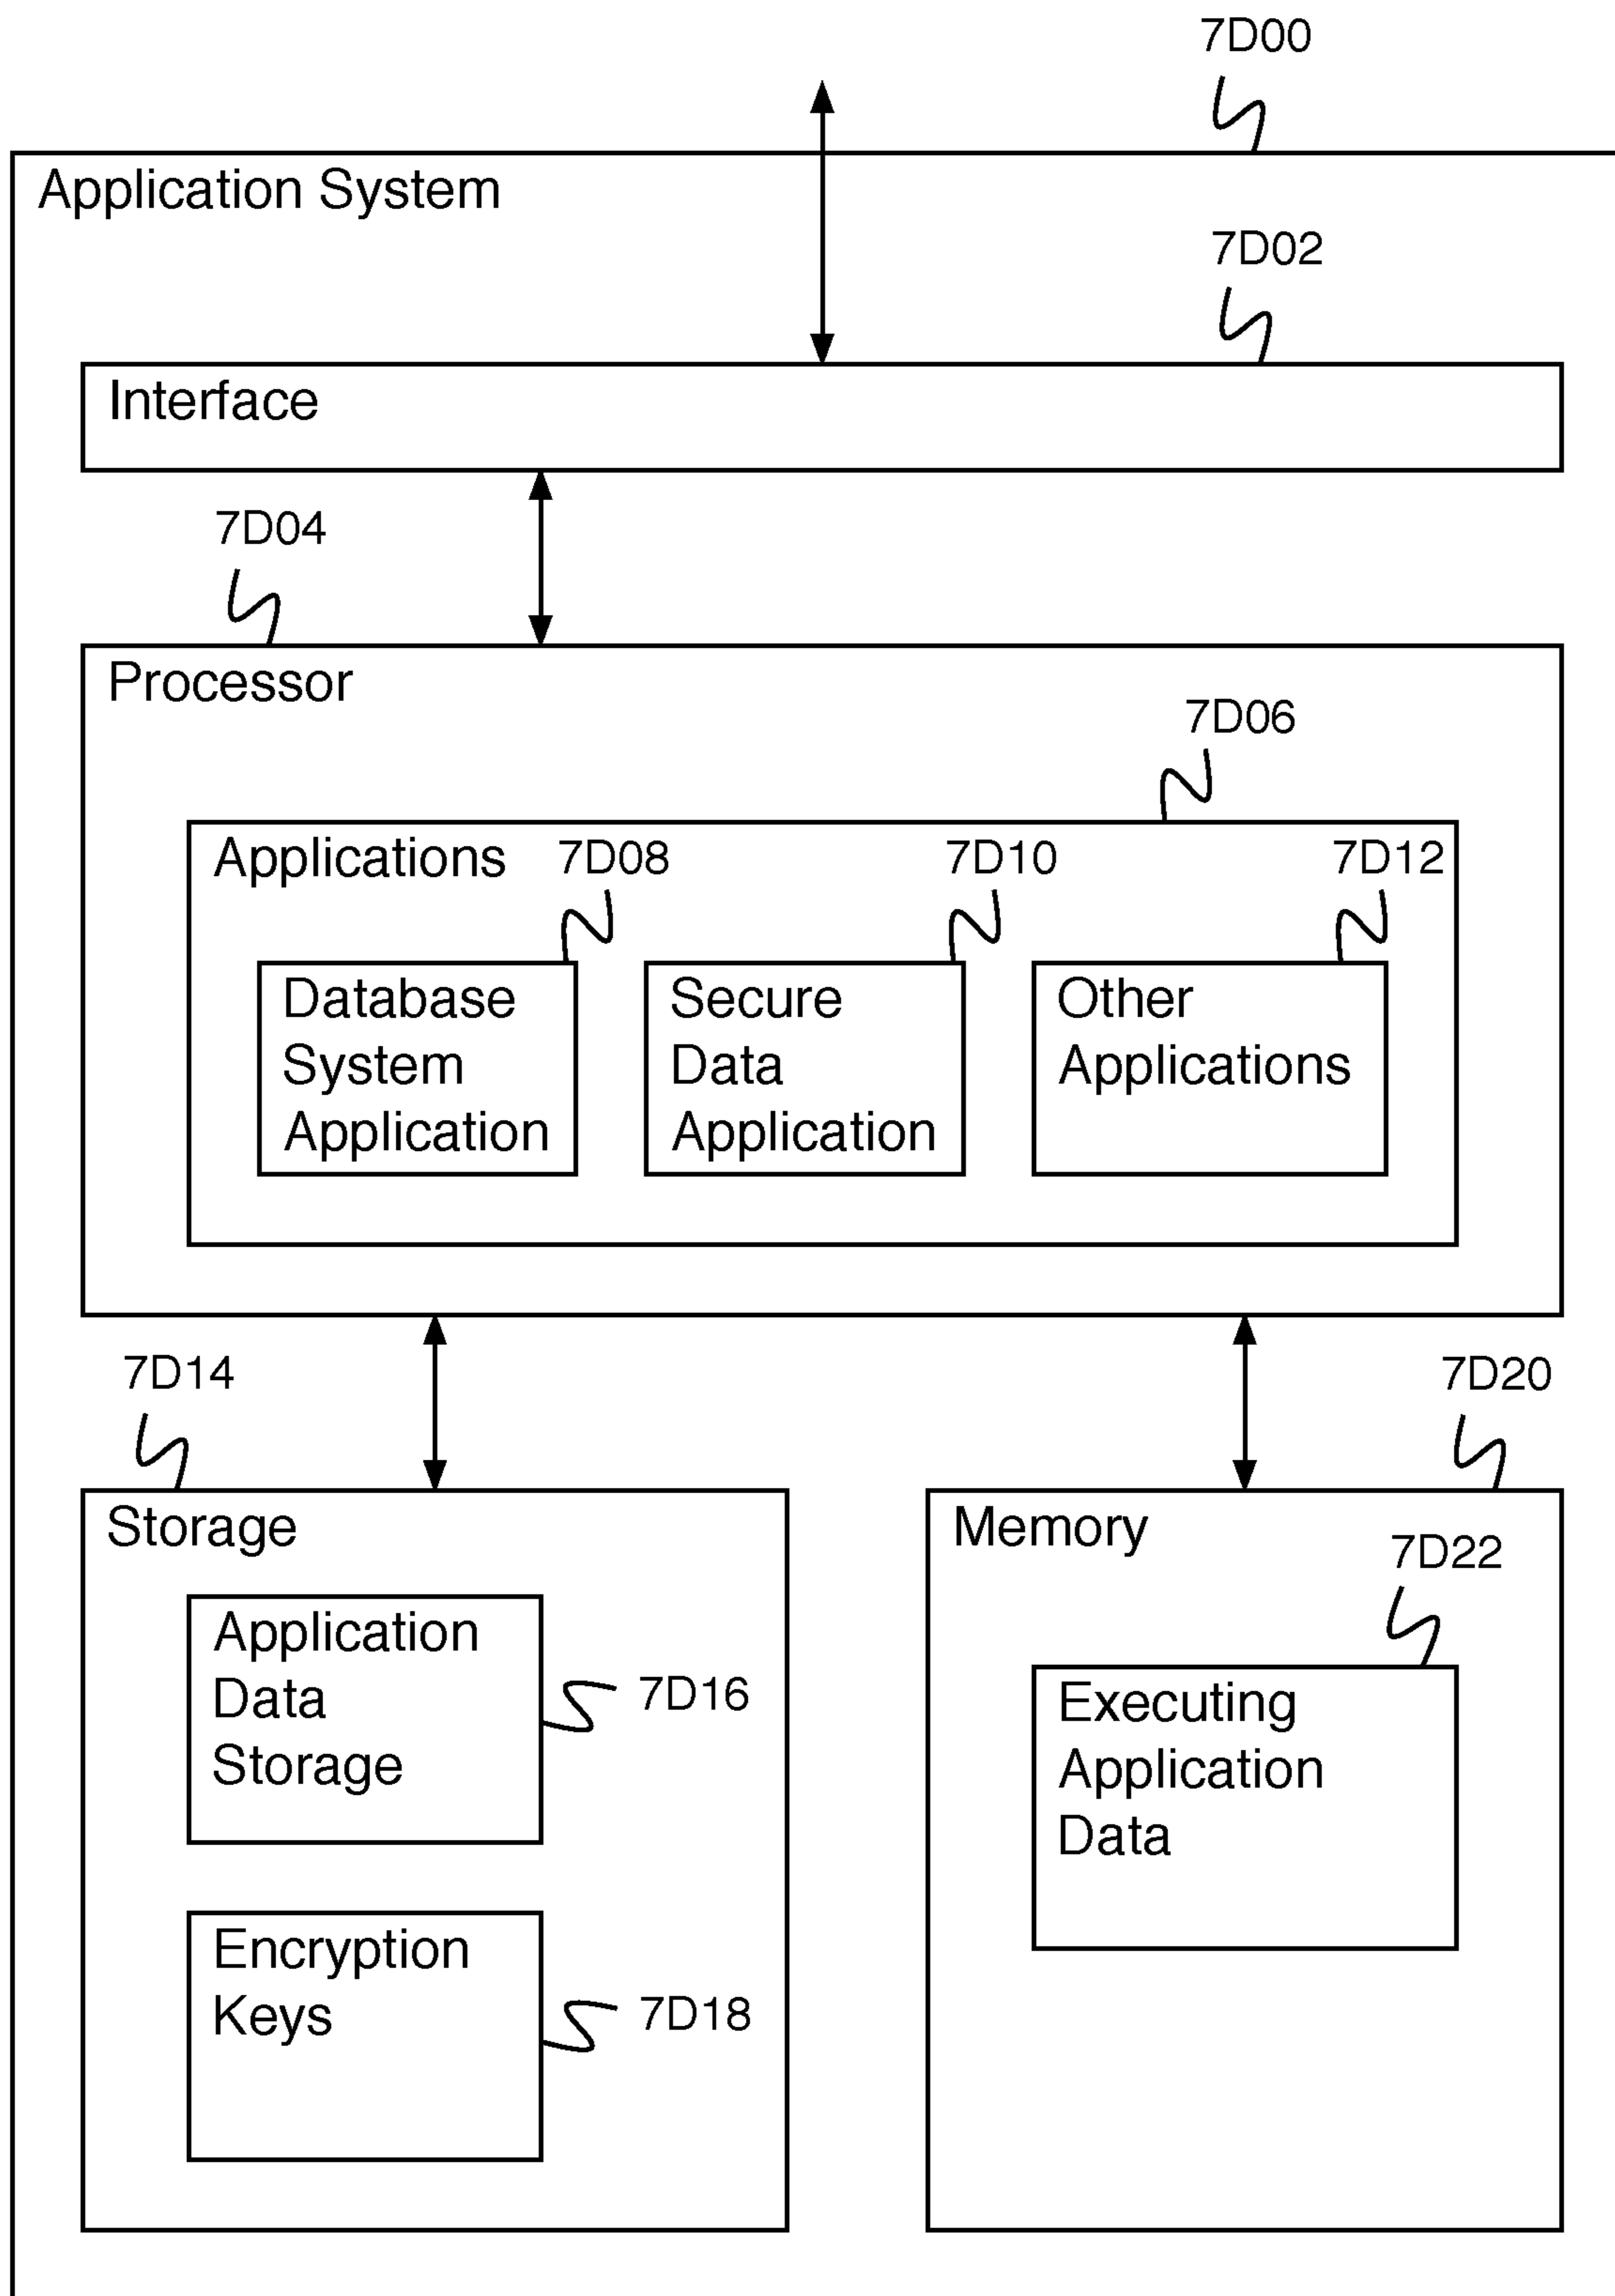 7D00
Application System
7D02
Interface
7D04
Processor
7D06
Applications
7D08
7D10
7D12
Database
System
Application
Secure
Data
Application
Other
Applications
7D14
7D20
Storage
Memory
7D22
Application
Data
Storage
7D16
Executing
Application
Data
Encryption
Keys
7D18